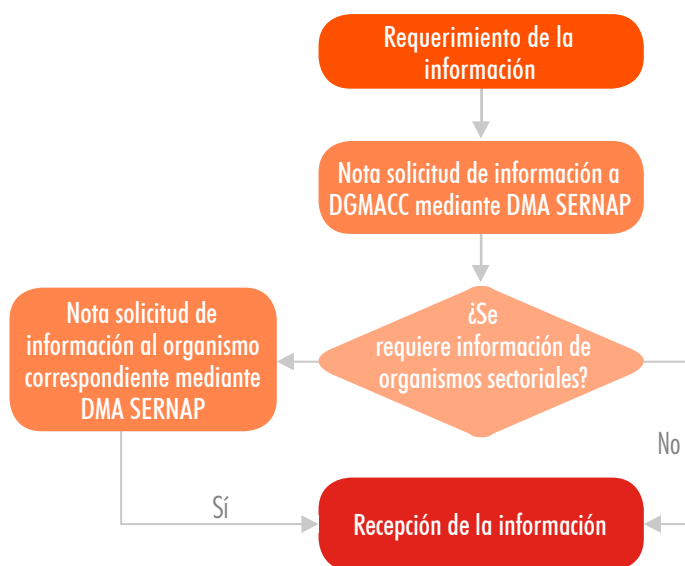 Requerimiento de la
información
Nota solicitud de información a
DGMACC mediante DMA SERNAP
¿Se
requiere información de
organismos sectoriales?
Nota solicitud de
información al organismo
correspondiente mediante
DMA SERNAP
No
Sí
Recepción de la información